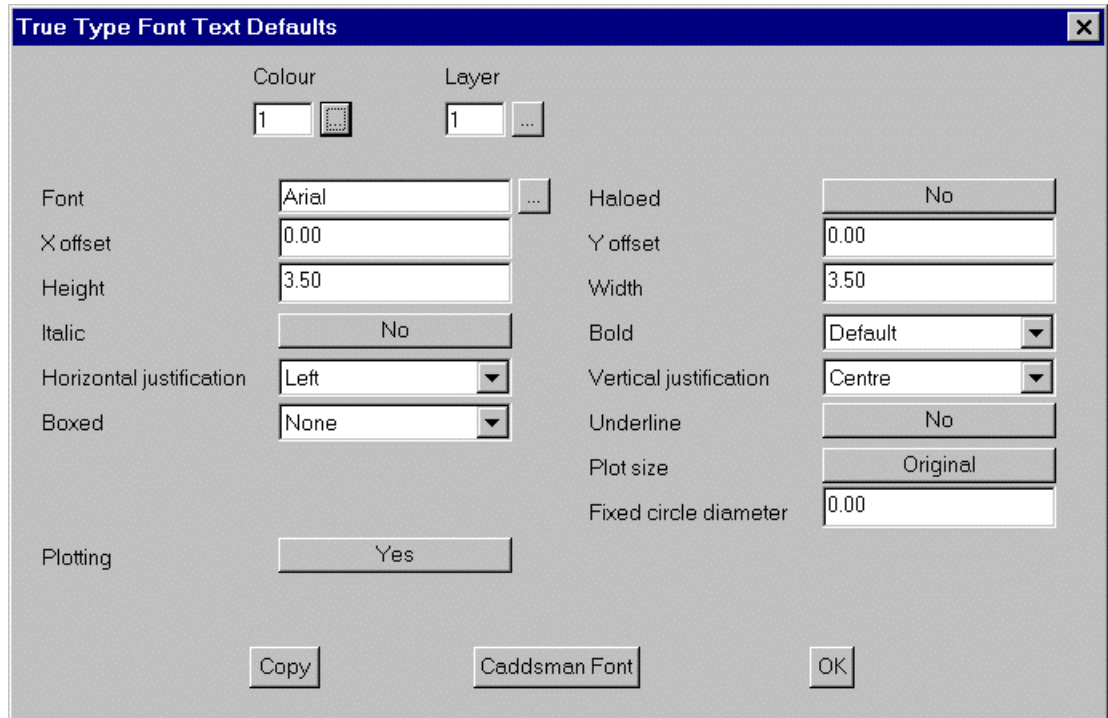 True Type Font Text Defaults
Colour Layer
1 ... 1 ...
Font Arial ... Haloed No
X offset 0.00 Y offset 0.00
Height 3.50 Width 3.50
Italic No Bold Default
Horizontal justification Left Vertical justification Centre
Boxed None Underline No
Plot size Original
Fixed circle diameter 0.00
Plotting Yes
Copy Caddsman Font OK